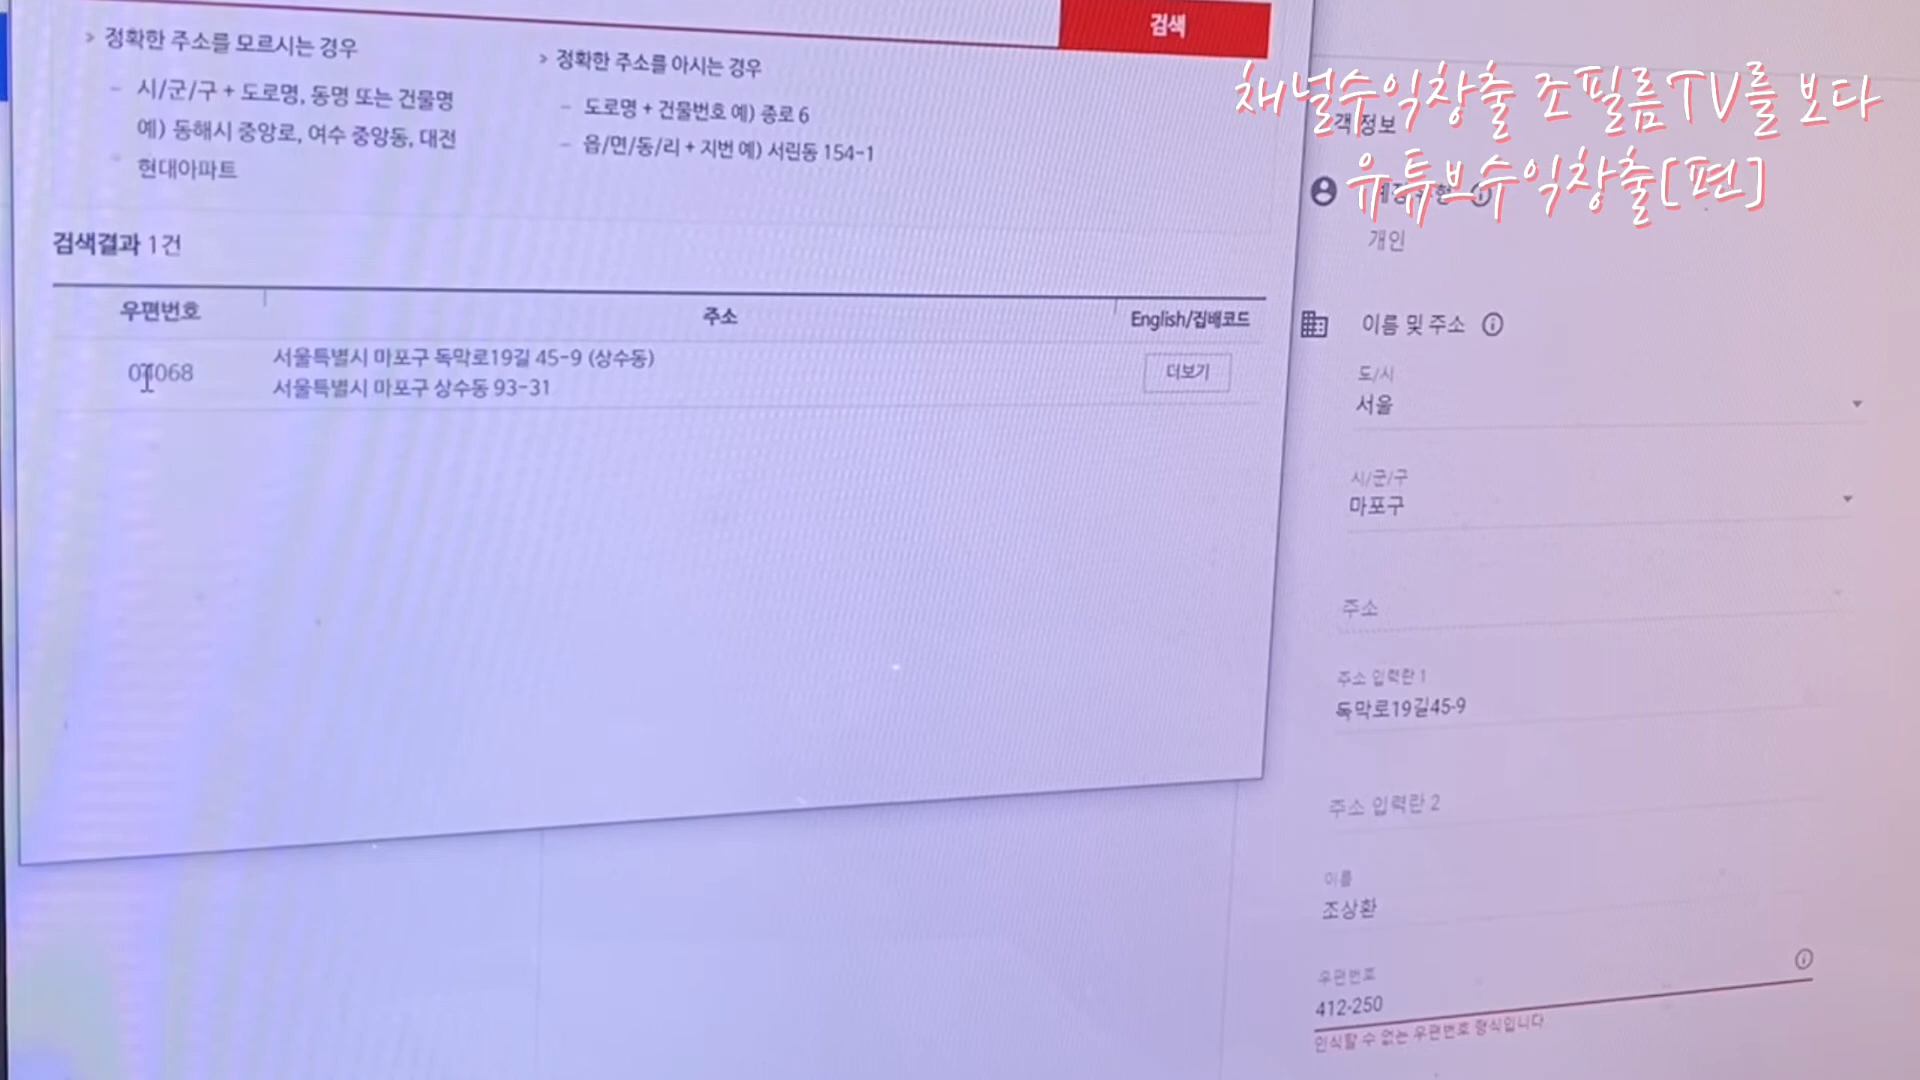 검색
> 정확한 주소를 모르시는 경우
- 시/군/구 + 도로명, 동명 또는 건물명
예) 동해시 중앙로, 여수 중앙동, 대전
현대아파트
> 정확한 주소를 아시는 경우
- 도로명 + 건물번호 예) 종로 6
- 읍/면/동/리 + 지번 예) 서린동 154-1
검색결과 1건
우편번호 주소 English/집배코드
04068 서울특별시 마포구 독막로19길 45-9 (상수동) 더보기
서울특별시 마포구 상수동 93-31
채널수익창출 조필름TV를 보다
유튜브수익창출[편]
객 정보
개인
이름 및 주소
도/시
서울
시/군/구
마포구
주소
주소 입력란 1
독막로19길45-9
주소 입력란 2
이름
조상환
우편번호
412-250
인식할 수 없는 우편번호 형식입니다.